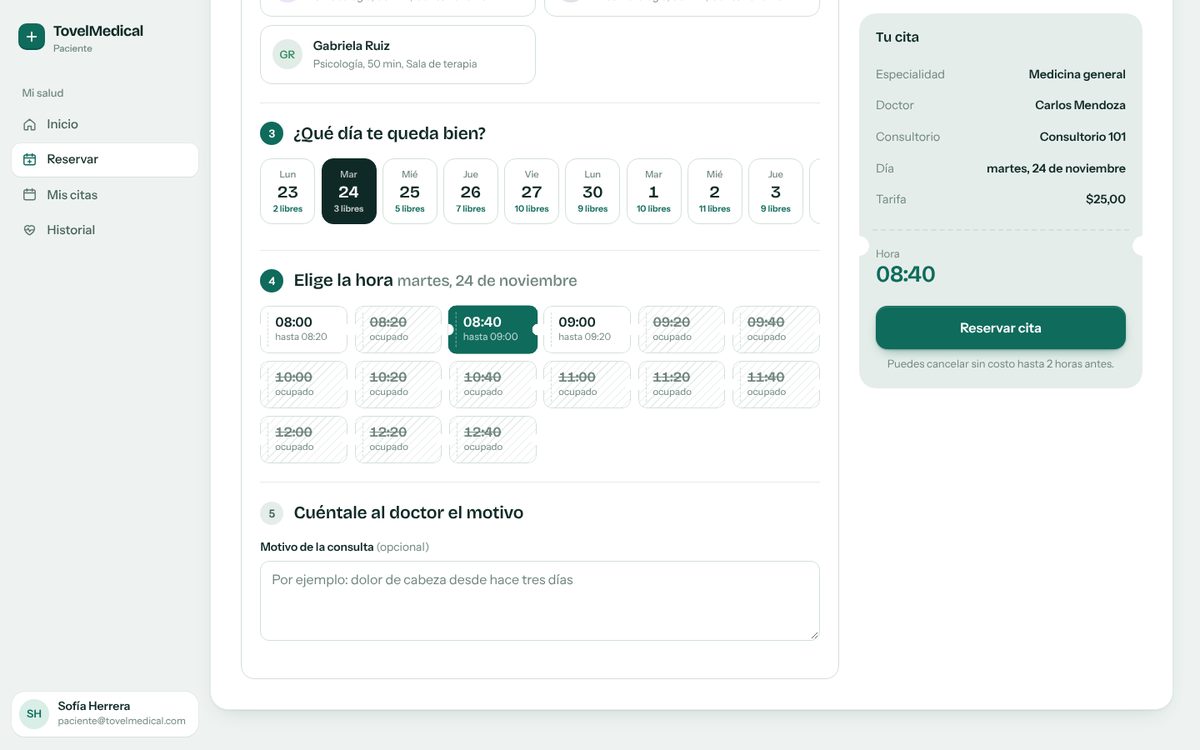 TovelMedical
Paciente
Mi salud
Inicio
Reservar
Mis citas
Historial
SH
Sofía Herrera
paciente@tovelmedical.com
GR
Gabriela Ruiz
Psicología, 50 min, Sala de terapia
3 ¿Qué día te queda bien?
Lun Mar Mié Jue Vie Lun Mar Mié Jue
23 24 25 26 27 30 1 2 3
2 libres 3 libres 5 libres 7 libres 10 libres 9 libres 10 libres 11 libres 9 libres
4 Elige la hora martes, 24 de noviembre
08:00 08:20 08:40 09:00 09:20 09:40
hasta 08:20 ocupado hasta 09:00 hasta 09:20 ocupado ocupado
10:00 10:20 10:40 11:00 11:20 11:40
ocupado ocupado ocupado ocupado ocupado ocupado
12:00 12:20 12:40
ocupado ocupado ocupado
5 Cuéntale al doctor el motivo
Motivo de la consulta (opcional)
Por ejemplo: dolor de cabeza desde hace tres días
Tu cita
Especialidad Medicina general
Doctor Carlos Mendoza
Consultorio Consultorio 101
Día martes, 24 de noviembre
Tarifa $25,00
Hora
08:40
Reservar cita
Puedes cancelar sin costo hasta 2 horas antes.